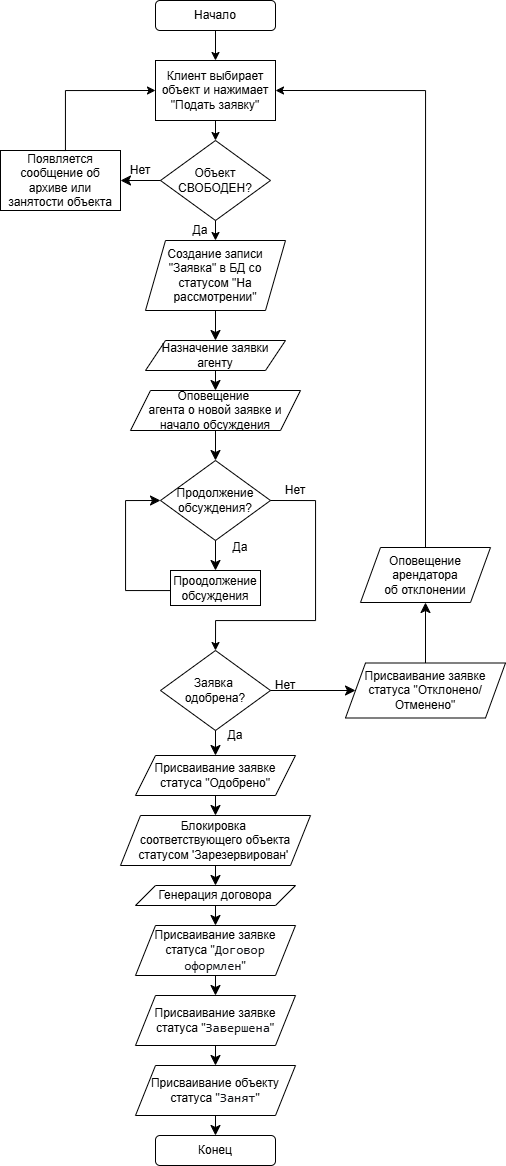 Начало
Клиент выбирает
объект и нажимает
"Подать заявку"
Появляется
сообщение об
архиве или
занятости объекта
Нет
Объект
СВОБОДЕН?
Да
Создание записи
"Заявка" в БД со
статусом "На
рассмотрении"
Назначение заявки
агенту
Оповещение
агента о новой заявке и
начало обсуждения
Продолжение
обсуждения?
Нет
Да
Проодолжение
обсуждения
Оповещение
арендатора
об отклонении
Заявка
одобрена?
Нет
Присваивание заявке
статуса "Отклонено/
Отменено"
Да
Присваивание заявке
статуса "Одобрено"
Блокировка
соответствующего объекта
статусом 'Зарезервирован'
Генерация договора
Присваивание заявке
статуса "Договор
оформлен"
Присваивание заявке
статуса "Завершена"
Присваивание объекту
статуса "Занят"
Конец